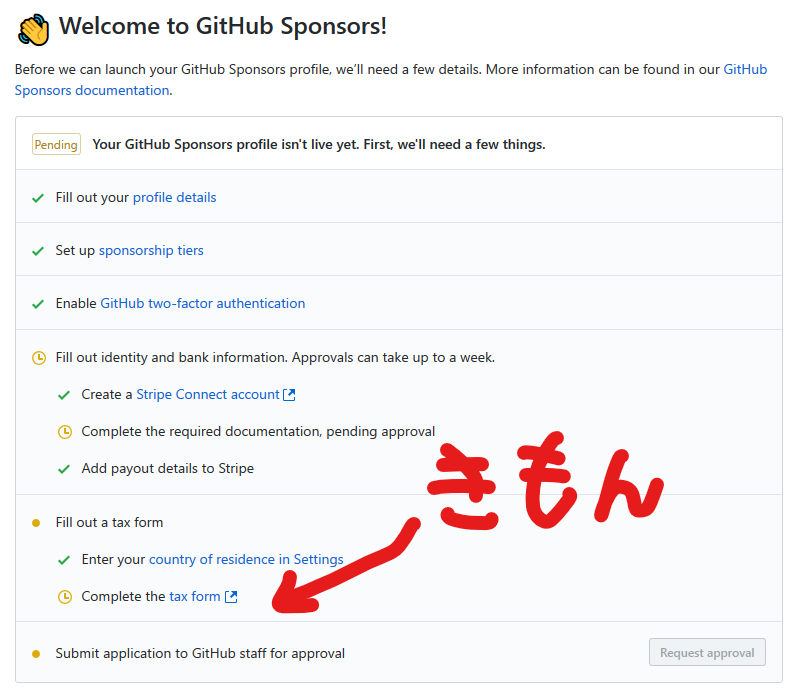 Welcome to GitHub Sponsors!
Before we can launch your GitHub Sponsors profile, we'll need a few details. More information can be found in our GitHub
Sponsors documentation.
Pending Your GitHub Sponsors profile isn't live yet. First, we'll need a few things.
Fill out your profile details
Set up sponsorship tiers
Enable GitHub two-factor authentication
Fill out identity and bank information. Approvals can take up to a week.
Create a Stripe Connect account
Complete the required documentation, pending approval
Add payout details to Stripe
きもん
Fill out a tax form
Enter your country of residence in Settings
Complete the tax form
Submit application to GitHub staff for approval Request approval